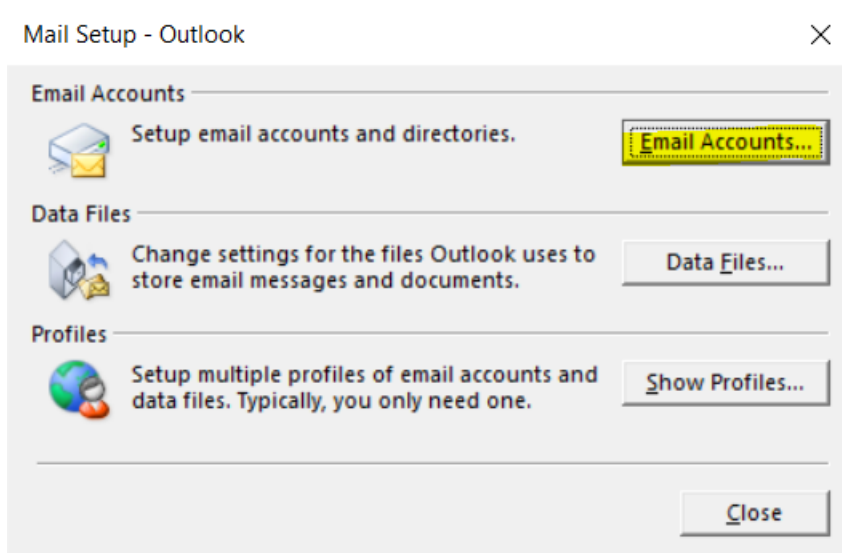 Mail Setup - Outlook
Email Accounts
Setup email accounts and directories.
Email Accounts...
Data Files
Change settings for the files Outlook uses to
store email messages and documents.
Data Files...
Profiles
Setup multiple profiles of email accounts and
data files. Typically, you only need one.
Show Profiles...
Close